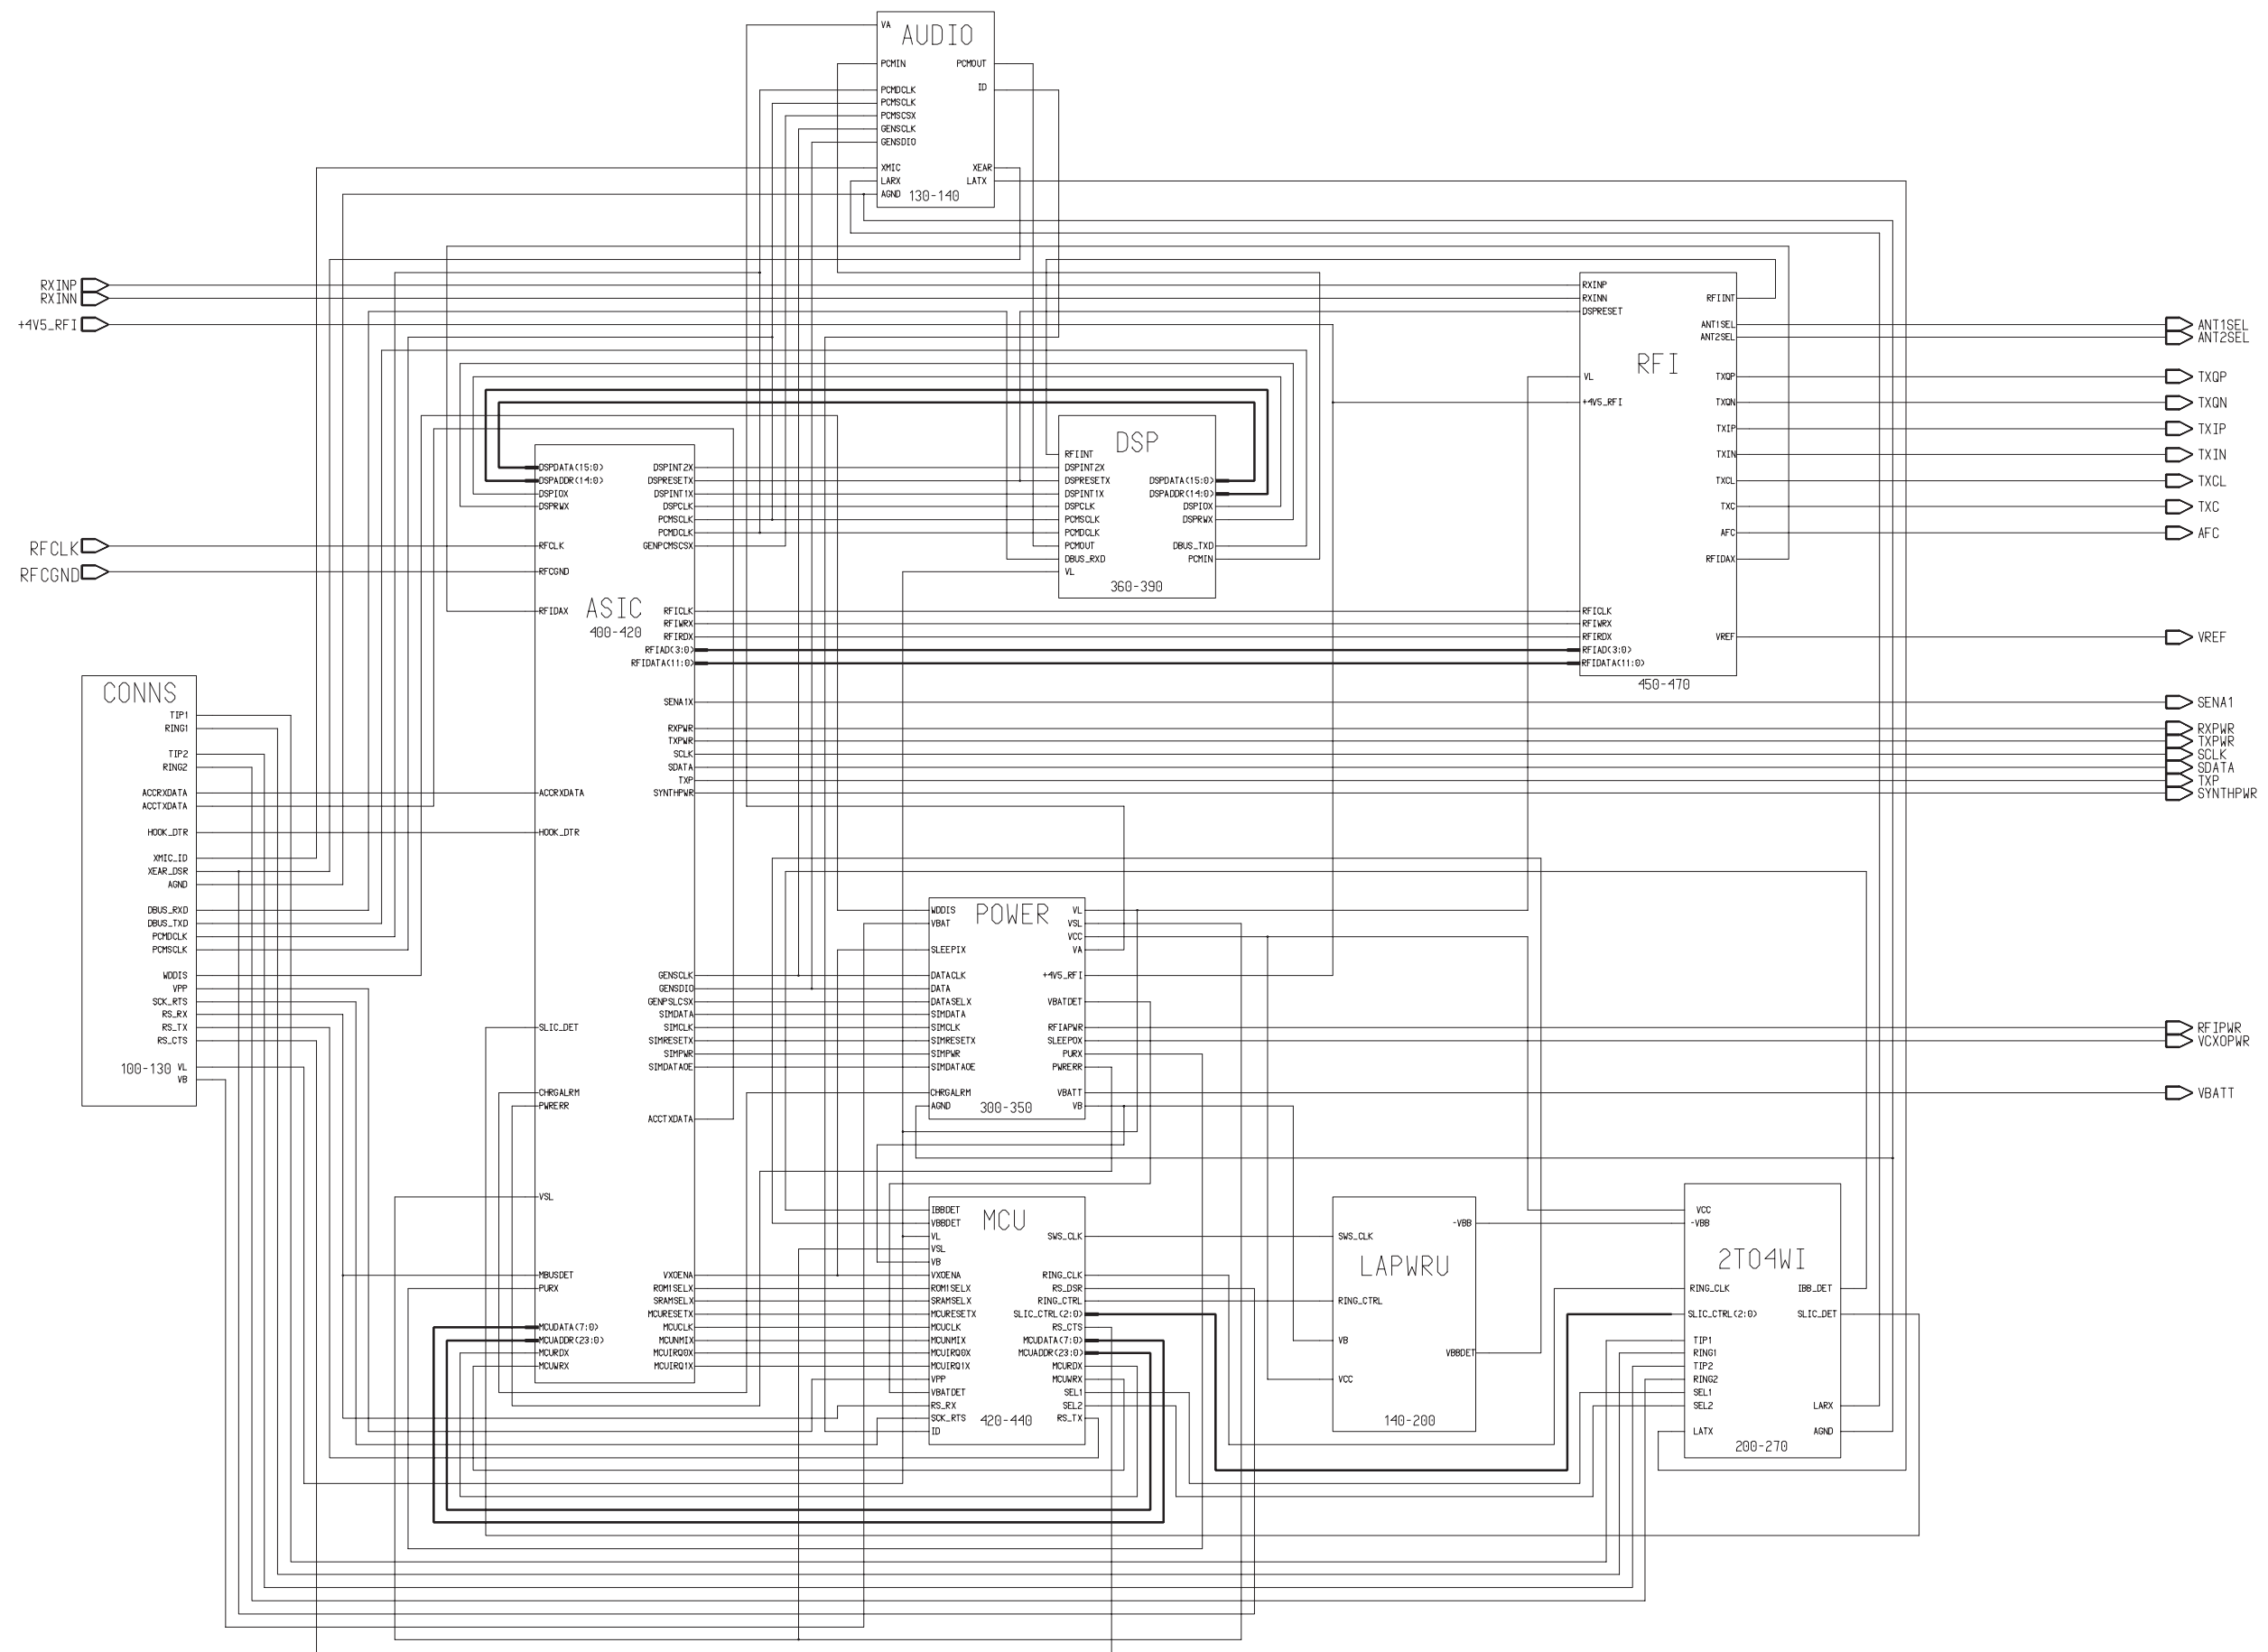 VA
AUDIO
PCMIN
PCMOUT
PCMDCLK
ID
PCMSCLK
PCMSCSX
GENSCLK
GENSDIO
XMIC
XEAR
LARX
LATX
AGND
130-140
RXINP
RXINN
+4V5_RFI
RFCLK
RFCGND
RXINP
RXINN
RFIINT
DSPRESET
ANT1SEL
ANT2SEL
RFI
VL
TXQP
+4V5_RFI
TXQN
TXIP
TXIN
TXCL
TXC
AFC
RFIDAX
RFICLK
RFIWRX
RFIRDX
VREF
RFIAD(3:0)
RFIDATA(11:0)
450-470
ANT1SEL
ANT2SEL
TXQP
TXQN
TXIP
TXIN
TXCL
TXC
AFC
VREF
SENA1
RXPWR
TXPWR
SCLK
SDATA
TXP
SYNTHPWR
RFIPWR
VCXOPWR
VBATT
DSP
RFIINT
DSPINT2X
DSPRESETX
DSPDATA(15:0)
DSPINT1X
DSPADDR(14:0)
DSPCLK
DSPIOX
PCMSCLK
DSPRWX
PCMDCLK
PCMOUT
DBUS_TXD
DBUS_RXD
PCMIN
VL
360-390
DSPDATA(15:0)
DSPINT2X
DSPADDR(14:0)
DSPRESETX
DSPIOX
DSPINT1X
DSPRWX
DSPCLK
PCMSCLK
PCMDCLK
RFCLK
GENPCMSCSX
RFCGND
ASIC
400-420
RFIDAX
RFICLK
RFIWRX
RFIRDX
RFIAD(3:0)
RFIDATA(11:0)
SENA1X
RXPWR
TXPWR
SCLK
SDATA
TXP
ACCRXDATA
SYNTHPWR
HOOK_DTR
GENSCLK
GENSDIO
GENPSLCSX
SIMDATA
SLIC_DET
SIMCLK
SIMRESETX
SIMPWR
SIMDATAOE
CHRGALRM
PWRERR
ACCTXDATA
VSL
MBUSDET
VXOENA
PURX
ROM1SELX
SRAMSELX
MCURESETX
MCUDATA(7:0)
MCUCLK
MCUADDR(23:0)
MCUNMIX
MCURDX
MCUIRQ0X
MCUWRX
MCUIRQ1X
CONNS
TIP1
RING1
TIP2
RING2
ACCRXDATA
ACCTXDATA
HOOK_DTR
XMIC_ID
XEAR_DSR
AGND
DBUS_RXD
DBUS_TXD
PCMDCLK
PCMSCLK
WDDIS
VPP
SCK_RTS
RS_RX
RS_TX
RS_CTS
100-130 VL
VB
POWER
WDDIS
VL
VBAT
VSL
VCC
SLEEPIX
VA
DATACLK
+4V5_RFI
DATA
DATASELX
VBATDET
SIMDATA
SIMCLK
RFIAPWR
SIMRESETX
SLEEPOX
SIMPWR
PURX
SIMDATAOE
PWRERR
CHRGALRM
VBATT
AGND
300-350
VB
MCU
IBBDET
VBBDET
VL
SWS_CLK
VSL
VB
VXOENA
RING_CLK
ROM1SELX
RS_DSR
SRAMSELX
RING_CTRL
MCURESETX
SLIC_CTRL(2:0)
MCUCLK
RS_CTS
MCUNMIX
MCUDATA(7:0)
MCUIRQ0X
MCUADDR(23:0)
MCUIRQ1X
MCURDX
VPP
MCUWRX
VBATDET
SEL1
RS_RX
SEL2
SCK_RTS
420-440
RS_TX
ID
-VBB
SWS_CLK
LAPWRU
RING_CTRL
VB
VBBDET
VCC
140-200
VCC
-VBB
2TO4WI
RING_CLK
IBB_DET
SLIC_CTRL(2:0)
SLIC_DET
TIP1
RING1
TIP2
RING2
SEL1
SEL2
LARX
LATX
AGND
200-270